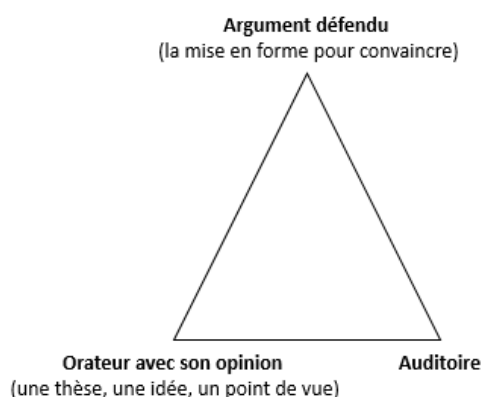 Argument défendu
(la mise en forme pour convaincre)
Orateur avec son opinion
(une thèse, une idée, un point de vue)
Auditoire